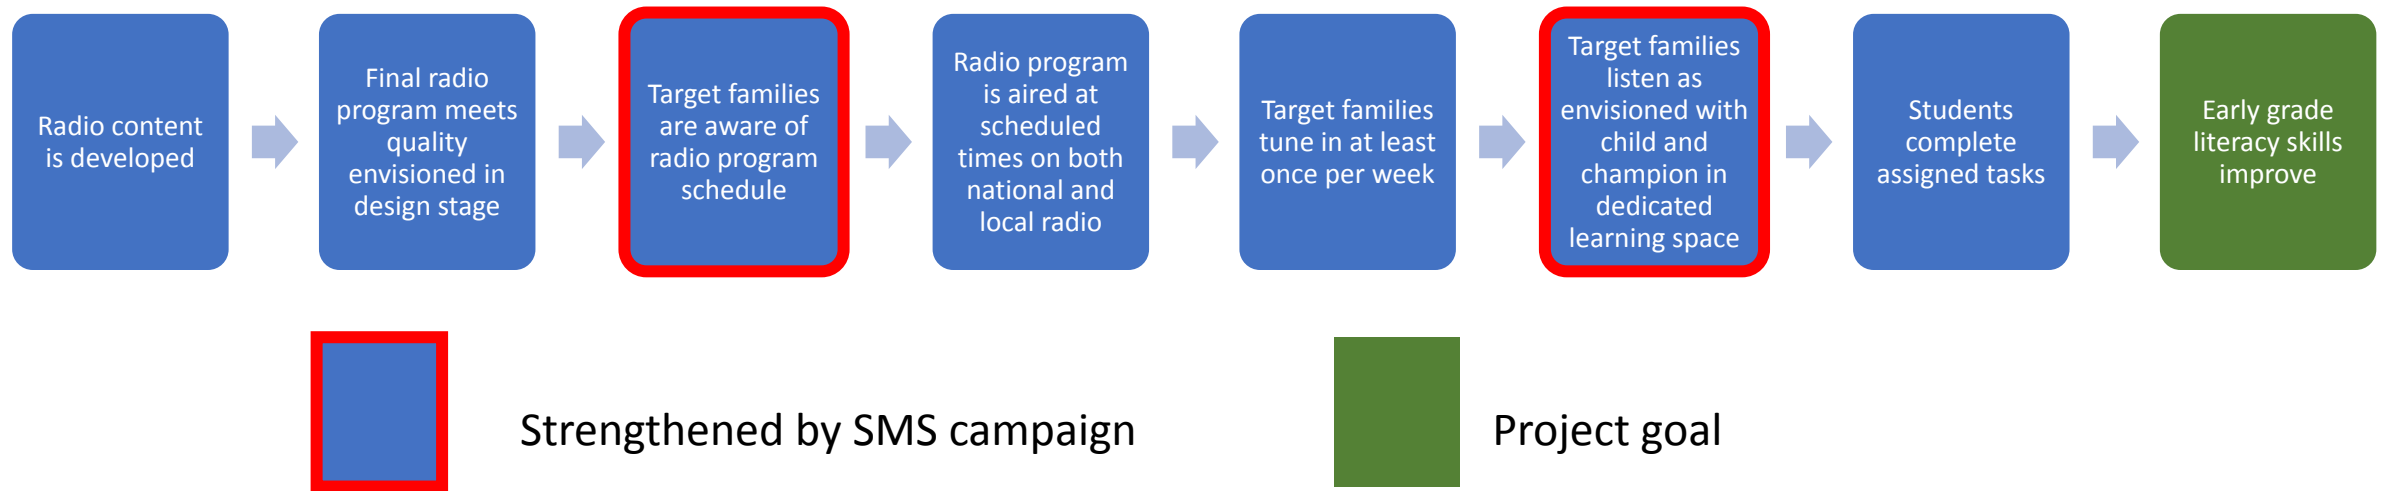 Radio content
is developed
Final radio
program meets
quality
envisioned in
design stage
Target families
are aware of
radio program
schedule
Radio program
is aired at
scheduled
times on both
national and
local radio
Target families
tune in at least
once per week
Target families
listen as
envisioned with
child and
champion in
dedicated
learning space
Students
complete
assigned tasks
Early grade
literacy skills
improve
Strengthened by SMS campaign
Project goal